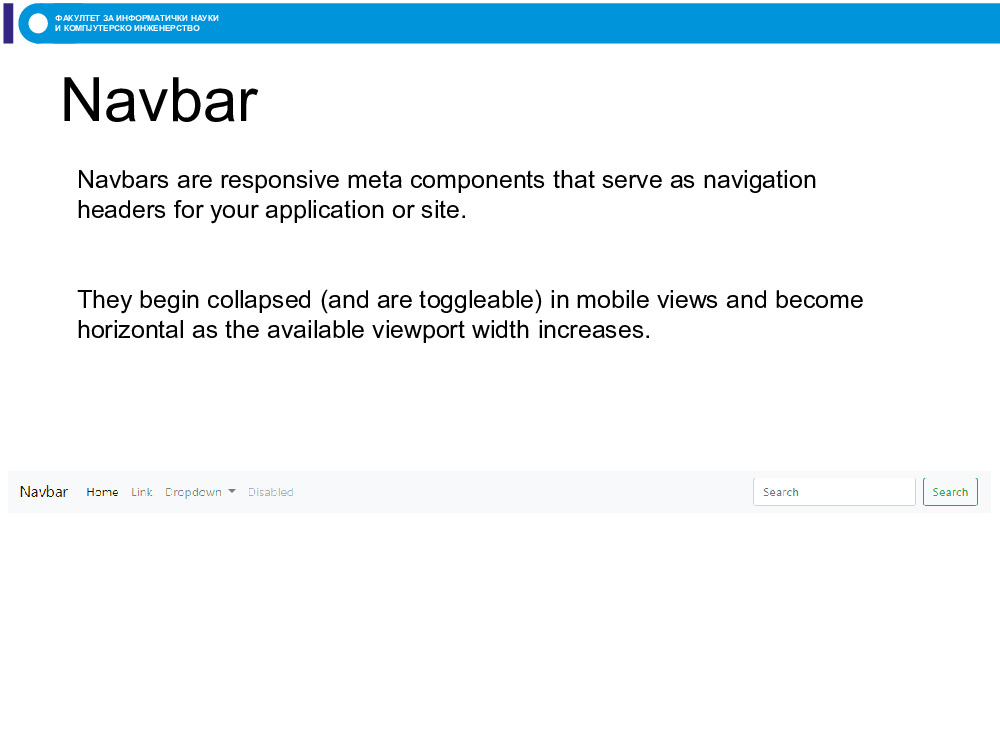 ФАКУЛТЕТ ЗА ИНФОРМАТИЧКИ НАУКИ
И КОМПЈУТЕРСКО ИНЖЕНЕРСТВО
Navbar
Navbars are responsive meta components that serve as navigation
headers for your application or site.
They begin collapsed (and are toggleable) in mobile views and become
horizontal as the available viewport width increases.
Navbar Home Link Dropdown Disabled Search Search